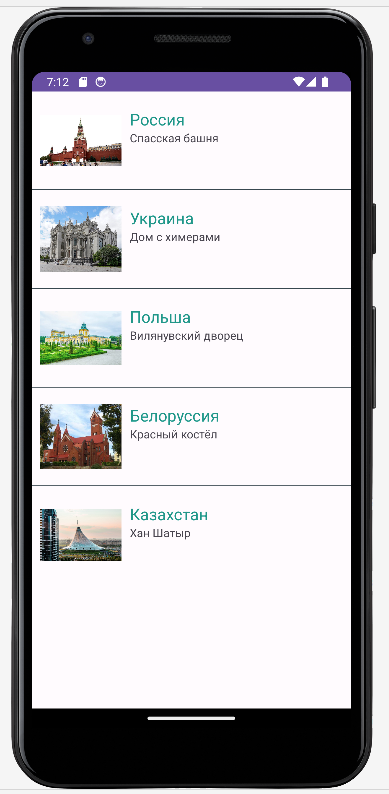 7:12
Россия
Спасская башня
Украина
Дом с химерами
Польша
Вилянувский дворец
Белоруссия
Красный костёл
Казахстан
Хан Шатыр